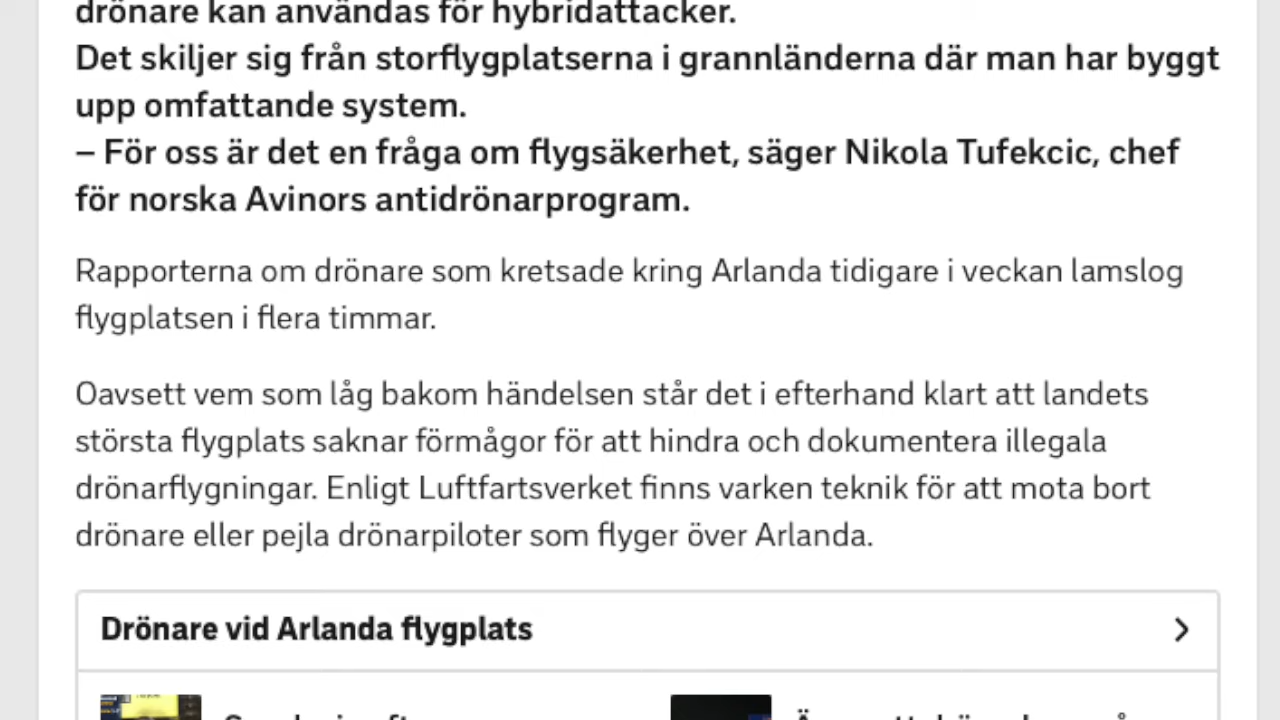 drönare kan användas för hybridattacker.
Det skiljer sig från storflygplatserna i grannländerna där man har byggt
upp omfattande system.
– För oss är det en fråga om flygsäkerhet, säger Nikola Tufekcic, chef
för norska Avinors antidrönarprogram.
Rapporterna om drönare som kretsade kring Arlanda tidigare i veckan lamslog
flygplatsen i flera timmar.
Oavsett vem som låg bakom händelsen står det i efterhand klart att landets
största flygplats saknar förmågor för att hindra och dokumentera illegala
drönarflygningar. Enligt Luftfartsverket finns varken teknik för att mota bort
drönare eller pejla drönarpiloter som flyger över Arlanda.
Drönare vid Arlanda flygplats